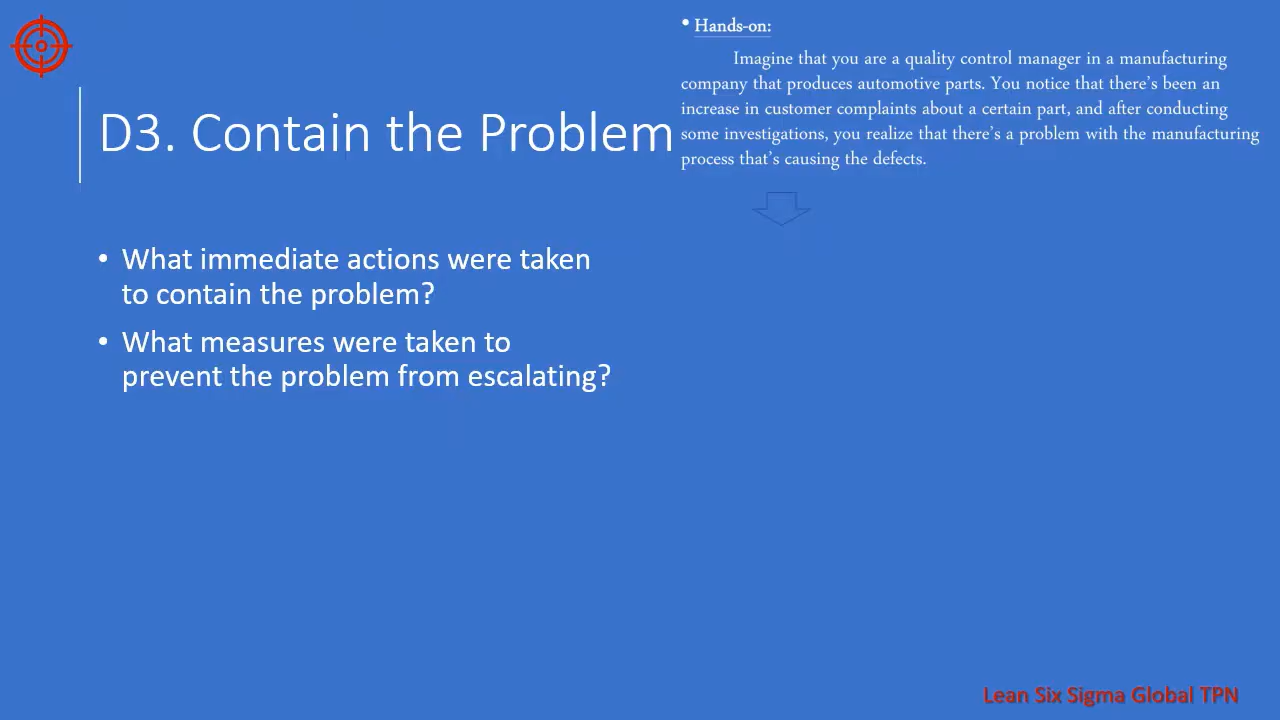 • Hands-on:
Imagine that you are a quality control manager in a manufacturing
company that produces automotive parts. You notice that there's been an
increase in customer complaints about a certain part, and after conducting
some investigations, you realize that there's a problem with the manufacturing
process that's causing the defects.
D3. Contain the Problem
• What immediate actions were taken
to contain the problem?
• What measures were taken to
prevent the problem from escalating?
Lean Six Sigma Global TPN